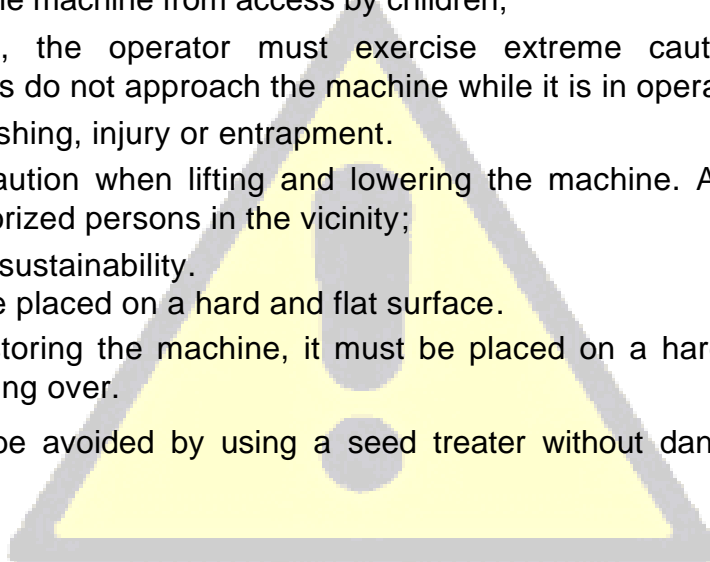 he machine from access by children;
, the operator must exercise extreme caut
s do not approach the machine while it is in opera
shing, injury or entrapment.
aution when lifting and lowering the machine. A
orized persons in the vicinity;
sustainability.
e placed on a hard and flat surface.
toring the machine, it must be placed on a har
ing over.
be avoided by using a seed treater without dan